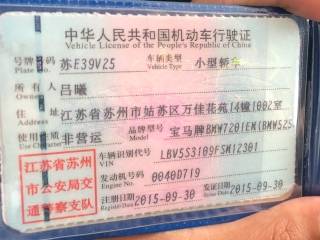 中华人民共和国机动车行驶证
Vehicle License of the People's Republic of China
号牌号码 苏E39V25 车辆类型 小型轿车
Plate No. Vehicle Type
所有人 吕曦
Owner
住址 江苏省苏州市姑苏区万佳花苑14幢1002室
Address
使用性质 非营运 品牌型号 宝马牌BMW7201EM(BMW525
Use Character Model
江苏省苏州
市公安局交
通警察支队
车辆识别代号 LBV5S3109FSM12301
VIN
发动机号码 0040D719
Engine No.
注册日期 2015-09-30 发证日期 2015-09-30
Register Date Issue Date